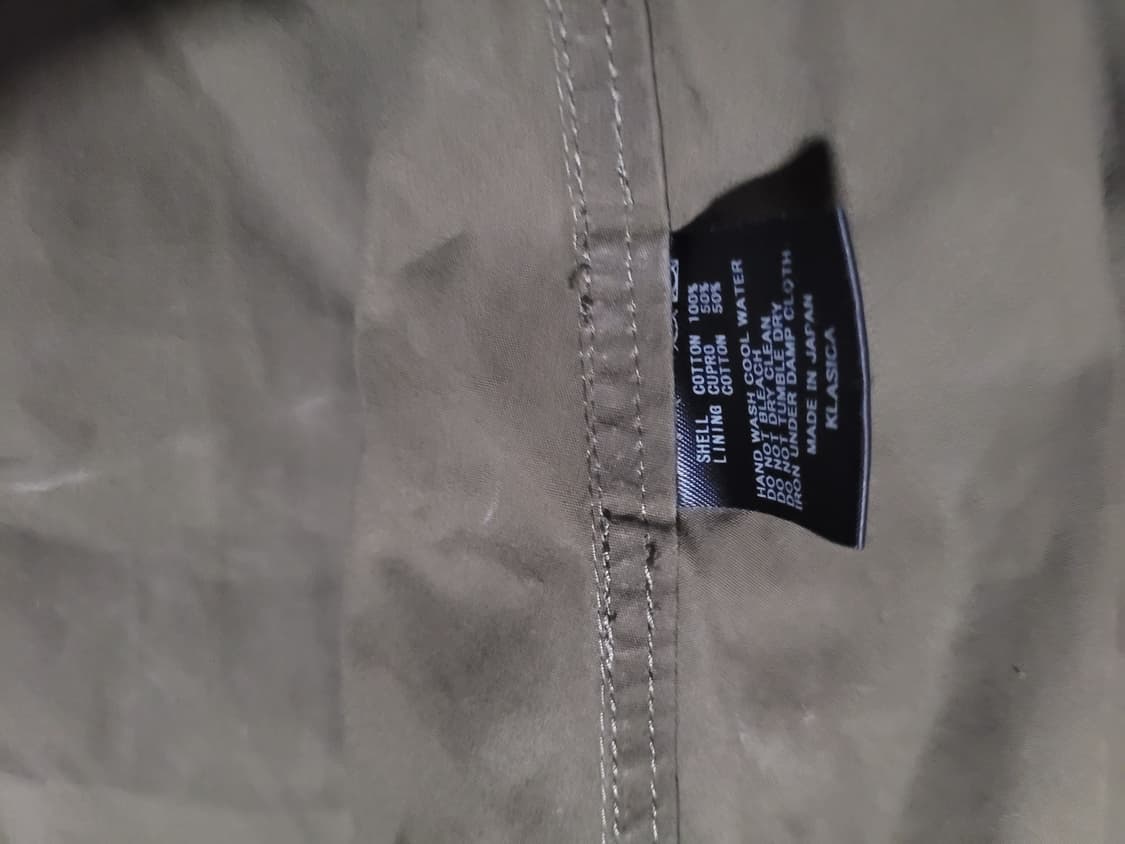 SHELL COTTON 100%
LINING CUPRO 50%
COTTON 50%
HAND WASH COOL WATER
DO NOT BLEACH
DO NOT DRY CLEAN
DO NOT TUMBLE DRY
IRON UNDER DAMP CLOTH
MADE IN JAPAN
KLASICA